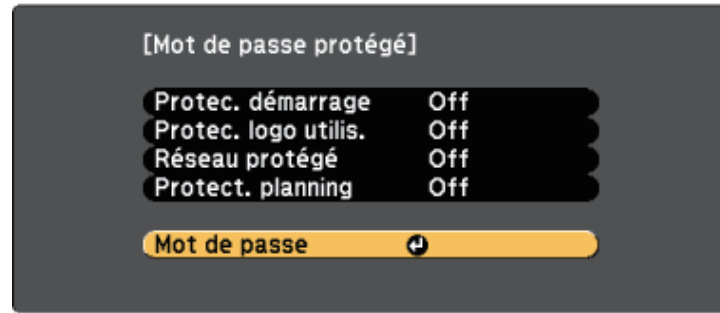 [Mot de passe protégé]
Protec. démarrage Off
Protec. logo utilis. Off
Réseau protégé Off
Protect. planning Off
Mot de passe